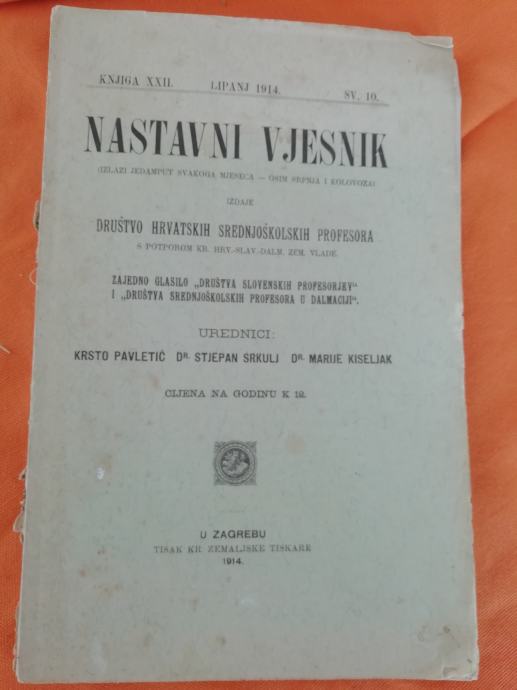 KNJIGA XXII. LIPANJ 1914. SV. 10.
NASTAVNI VJESNIK
(IZLAZI JEDAMPUT SVAKOGA MJESECA — OSIM SRPNJA I KOLOVOZA)
IZDAJE
DRUŠTVO HRVATSKIH SREDNJOŠKOLSKIH PROFESORA
S POTPOROM KR. HRV.-SLAV.-DALM. ZEM. VLADE.
ZAJEDNO GLASILO „DRUŠTVA SLOVENSKIH PROFESORJEV“
I „DRUŠTVA SREDNJOŠKOLSKIH PROFESORA U DALMACIJI“.
UREDNICI:
KRSTO PAVLETIĆ DR. STJEPAN SRKULJ DR. MARIJE KISELJAK
CIJENA NA GODINU K 12.
U ZAGREBU
TISAK KR. ZEMALJSKE TISKARE
1914.